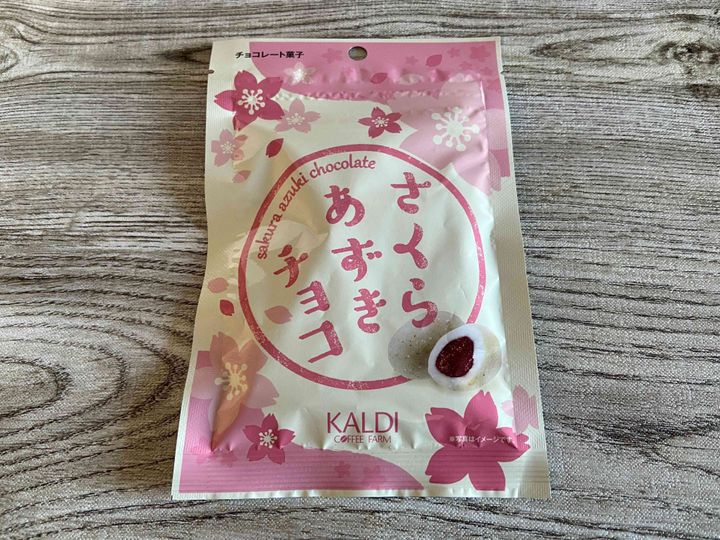 チョコレート菓子
sakura azuki chocolate
さくら
あずき
チョコ
KALDI
COFFEE FARM
※写真はイメージです。